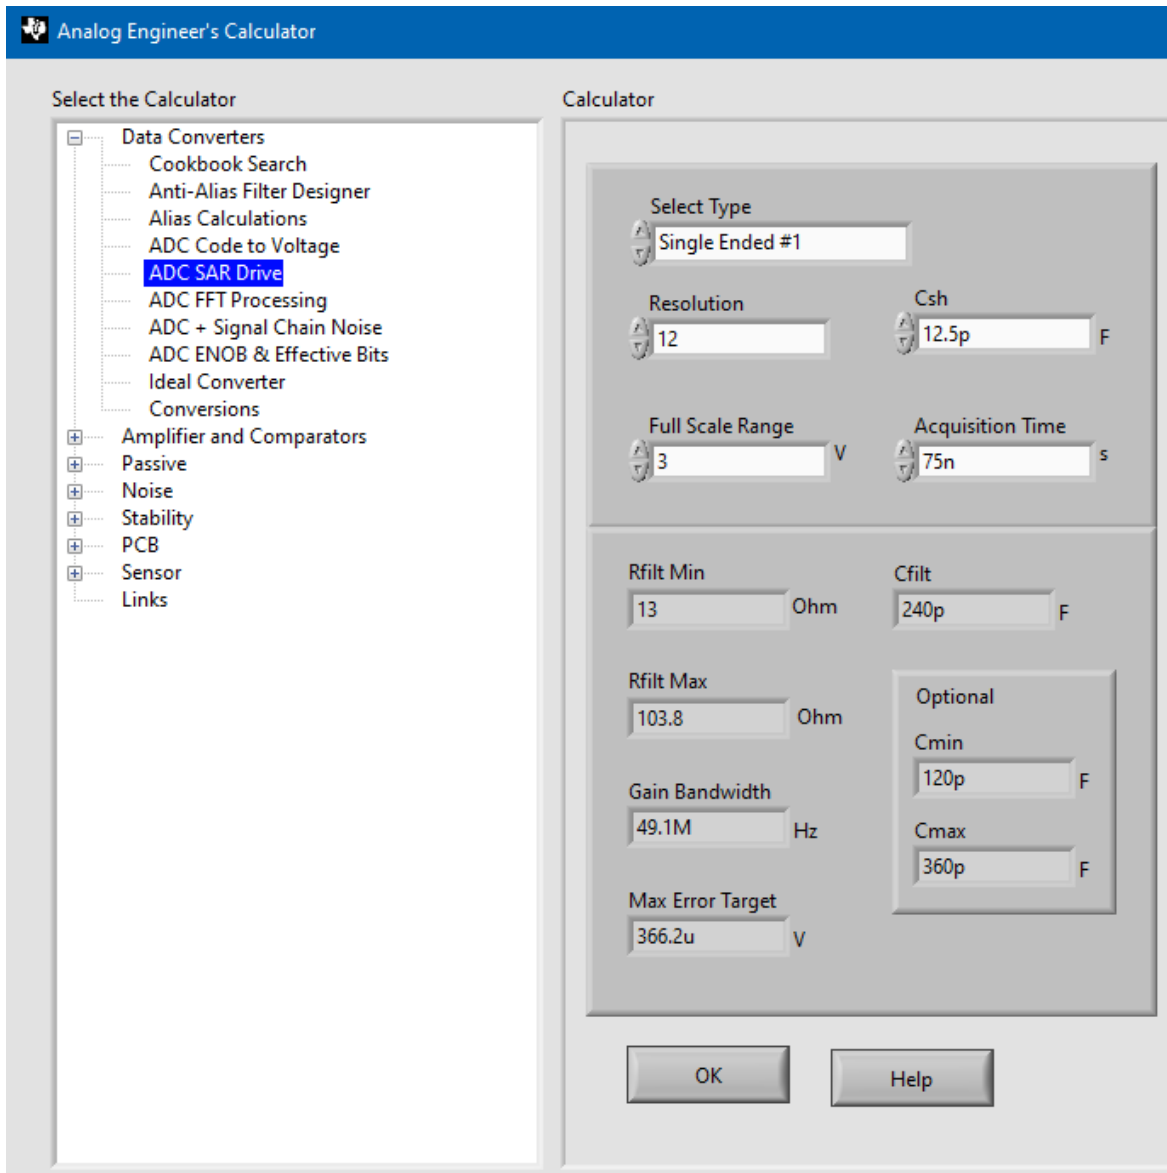 Analog Engineer's Calculator
Select the Calculator
Data Converters
Cookbook Search
Anti-Alias Filter Designer
Alias Calculations
ADC Code to Voltage
ADC SAR Drive
ADC FFT Processing
ADC + Signal Chain Noise
ADC ENOB & Effective Bits
Ideal Converter
Conversions
Amplifier and Comparators
Passive
Noise
Stability
PCB
Sensor
Links
Calculator
Select Type
Single Ended #1
Resolution
12
Csh
12.5p F
Full Scale Range
3 V
Acquisition Time
75n s
Rfilt Min
13 Ohm
Cfilt
240p F
Rfilt Max
103.8 Ohm
Optional
Cmin
120p F
Gain Bandwidth
49.1M Hz
Cmax
360p F
Max Error Target
366.2u V
OK
Help